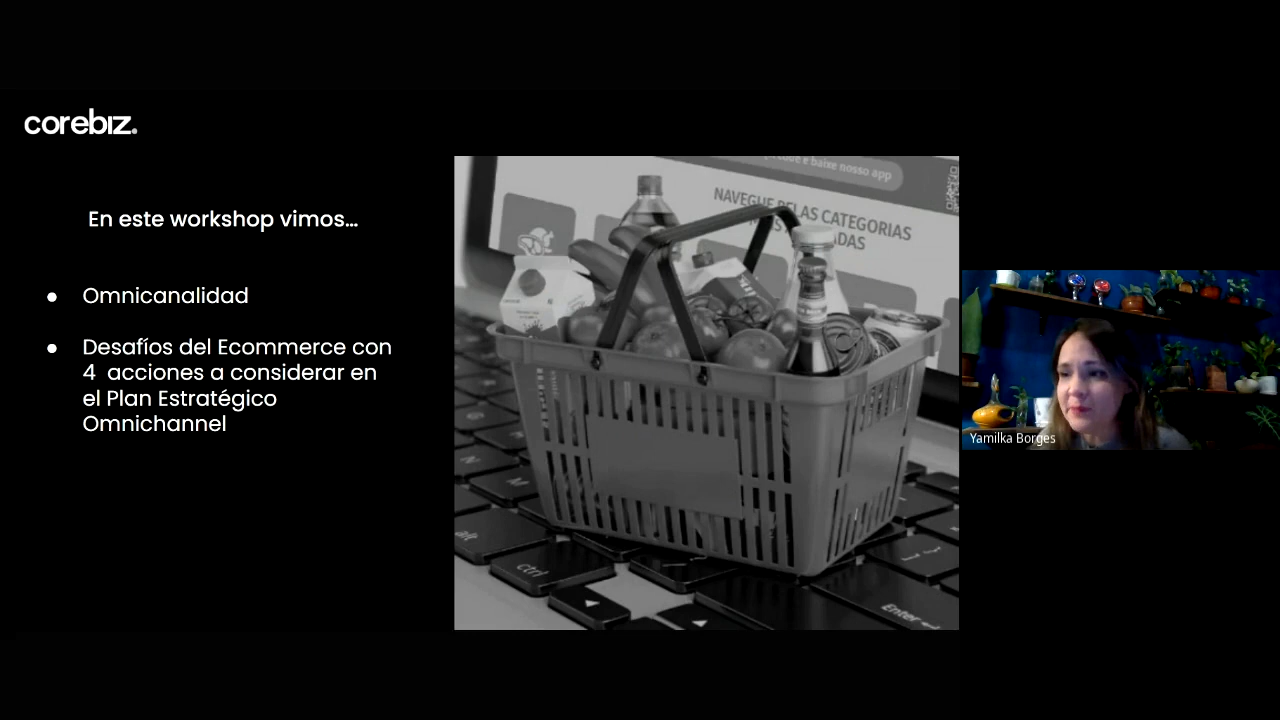 corebiz.
En este workshop vimos...
● Omnicanalidad
● Desafíos del Ecommerce con
4 acciones a considerar en
el Plan Estratégico
Omnichannel
e baixe nosso app
NAVEGUE PELAS CATEGORIAS
N
M
alt
ctrl
Enter
Yamilka Borges